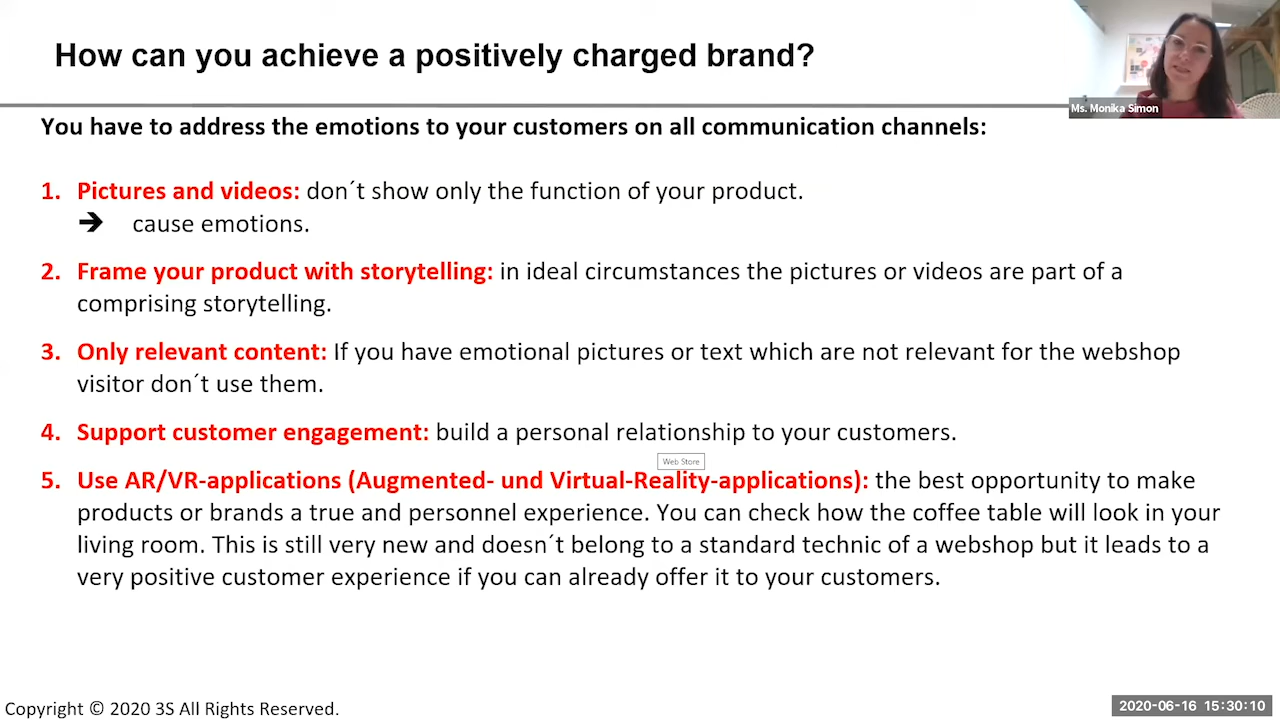 How can you achieve a positively charged brand?
Ms. Monika Simon
You have to address the emotions to your customers on all communication channels:
1. Pictures and videos: don´t show only the function of your product.
➔ cause emotions.
2. Frame your product with storytelling: in ideal circumstances the pictures or videos are part of a
comprising storytelling.
3. Only relevant content: If you have emotional pictures or text which are not relevant for the webshop
visitor don´t use them.
4. Support customer engagement: build a personal relationship to your customers.
Web Store
5. Use AR/VR-applications (Augmented- und Virtual-Reality-applications): the best opportunity to make
products or brands a true and personnel experience. You can check how the coffee table will look in your
living room. This is still very new and doesn´t belong to a standard technic of a webshop but it leads to a
very positive customer experience if you can already offer it to your customers.
Copyright © 2020 3S All Rights Reserved.
2020-06-16 15:30:10